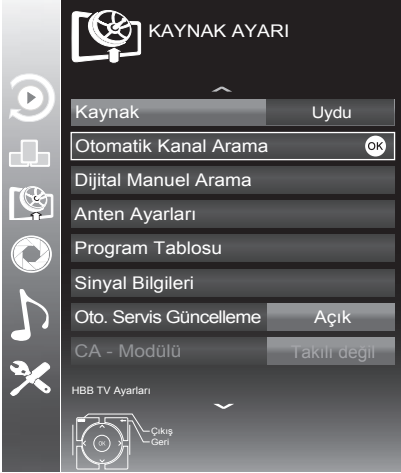 KAYNAK AYARI
Kaynak Uydu
Otomatik Kanal Arama OK
Dijital Manuel Arama
Anten Ayarları
Program Tablosu
Sinyal Bilgileri
Oto. Servis Güncelleme Açık
CA - Modülü Takılı değil
HBB TV Ayarları
Çıkış
Geri
OK